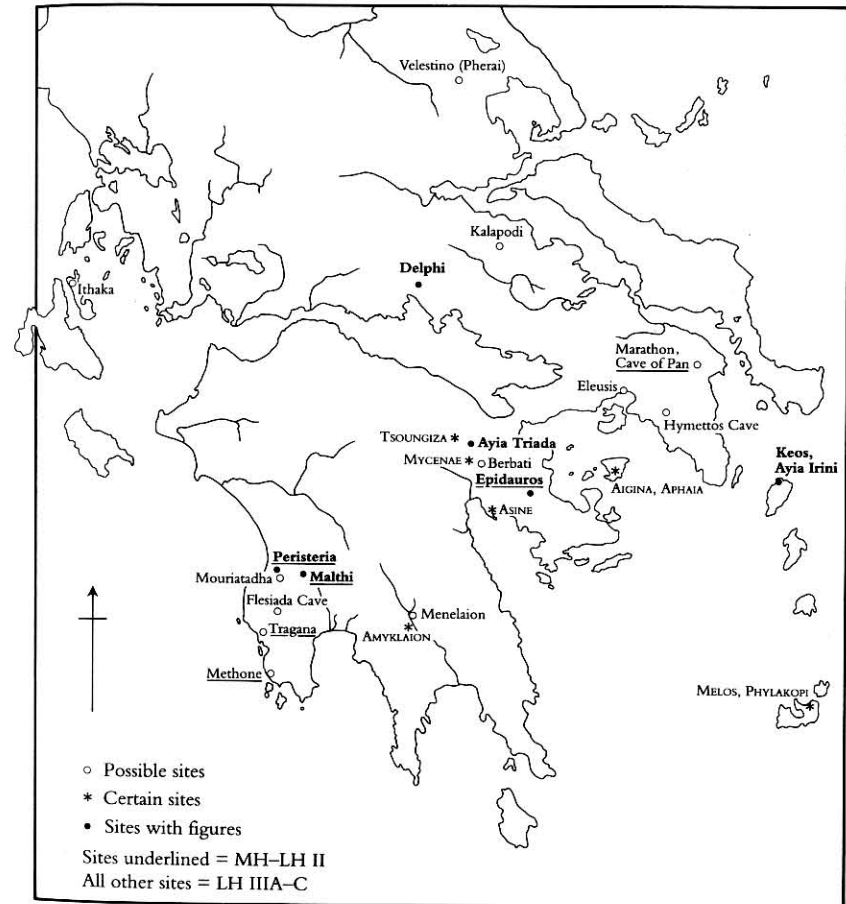 Velestino (Pherai)
Kalapodi
Delphi
Ithaka
Marathon,
Cave of Pan
Eleusis
Hymettos Cave
TSOUNGIZA
Ayia Triada
MYCENAE
Berbati
Keos,
Ayia Irini
Epidauros
AIGINA, APHAIA
ASINE
Peristeria
Mouriatadha
Malthi
Flesiada Cave
Menelaion
Tragana
AMYKLAION
Methone
MELOS, PHYLAKOPI
Possible sites
Certain sites
Sites with figures
Sites underlined = MH–LH II
All other sites = LH IIIA–C